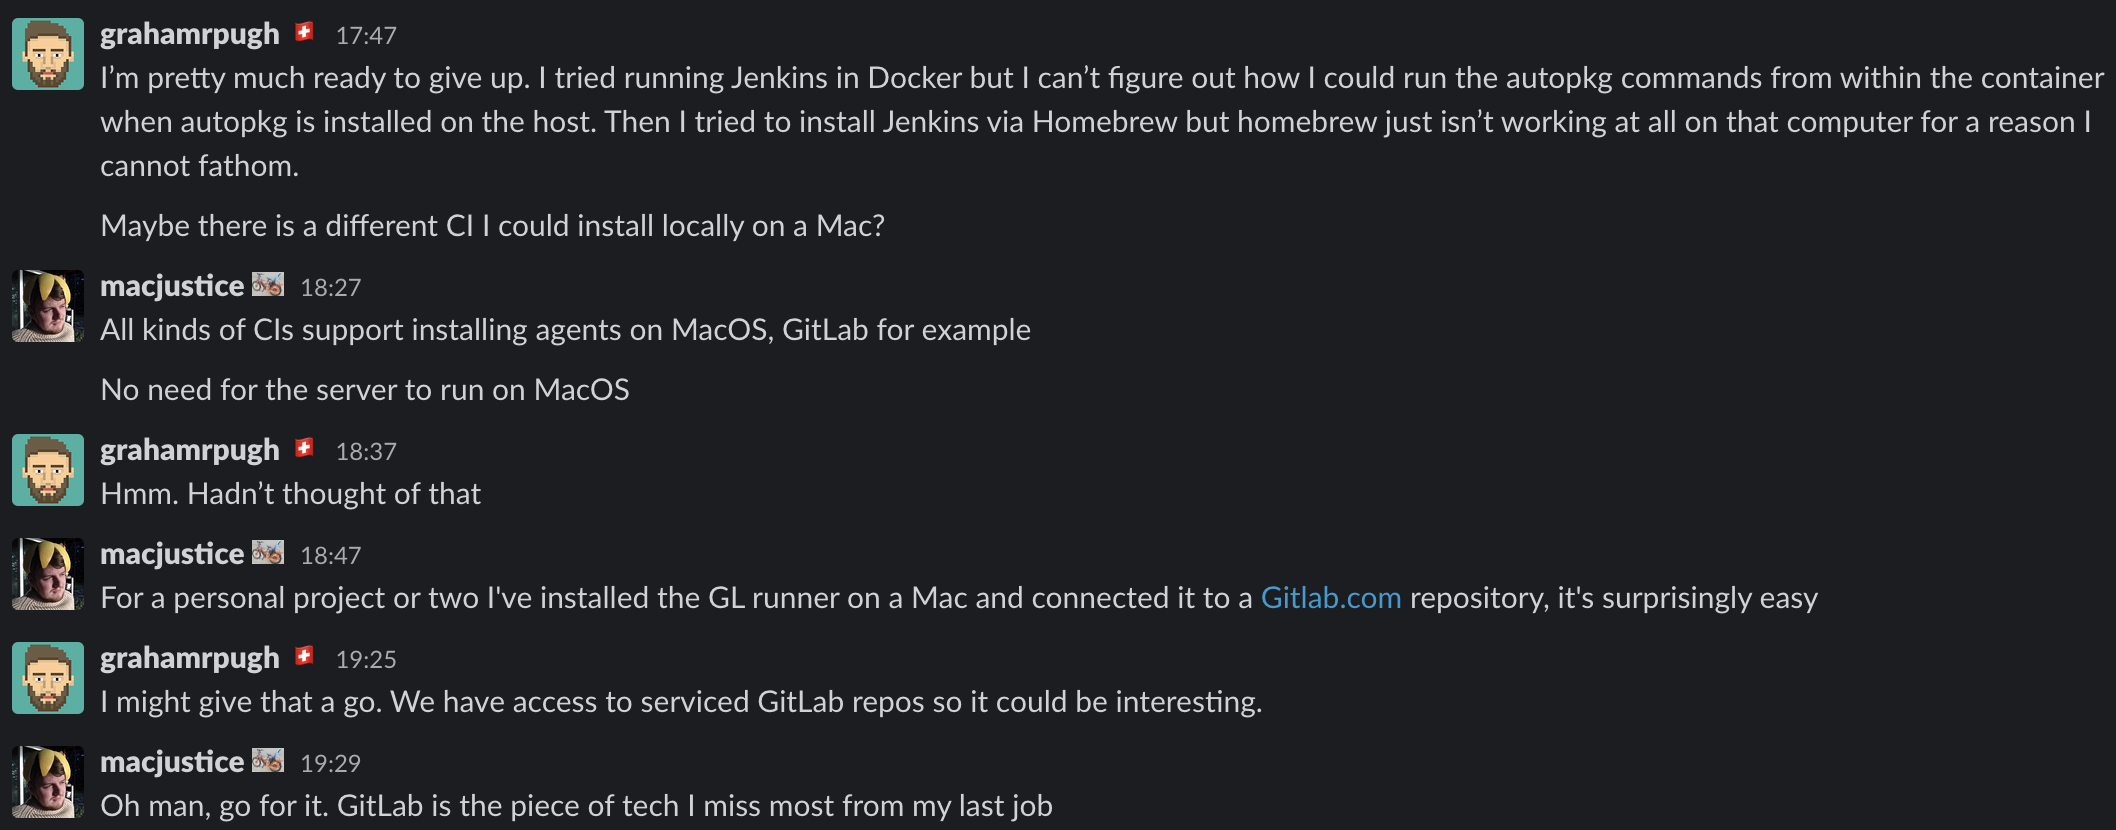 grahamrpugh 17:47
I’m pretty much ready to give up. I tried running Jenkins in Docker but I can’t figure out how I could run the autopkg commands from within the container
when autopkg is installed on the host. Then I tried to install Jenkins via Homebrew but homebrew just isn’t working at all on that computer for a reason I
cannot fathom.
Maybe there is a different CI I could install locally on a Mac?
macjustice 18:27
All kinds of CIs support installing agents on MacOS, GitLab for example
No need for the server to run on MacOS
grahamrpugh 18:37
Hmm. Hadn’t thought of that
macjustice 18:47
For a personal project or two I've installed the GL runner on a Mac and connected it to a Gitlab.com repository, it's surprisingly easy
grahamrpugh 19:25
I might give that a go. We have access to serviced GitLab repos so it could be interesting.
macjustice 19:29
Oh man, go for it. GitLab is the piece of tech I miss most from my last job